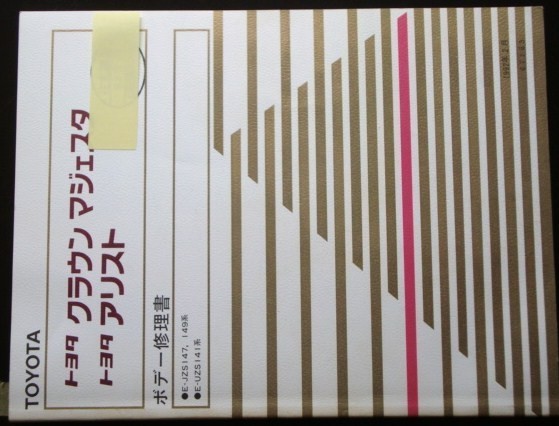 TOYOTA
トヨタ クラウン マジェスタ
トヨタ アリスト
ボデー修理書
●E-JZS147, 149系
●E-UZS141系